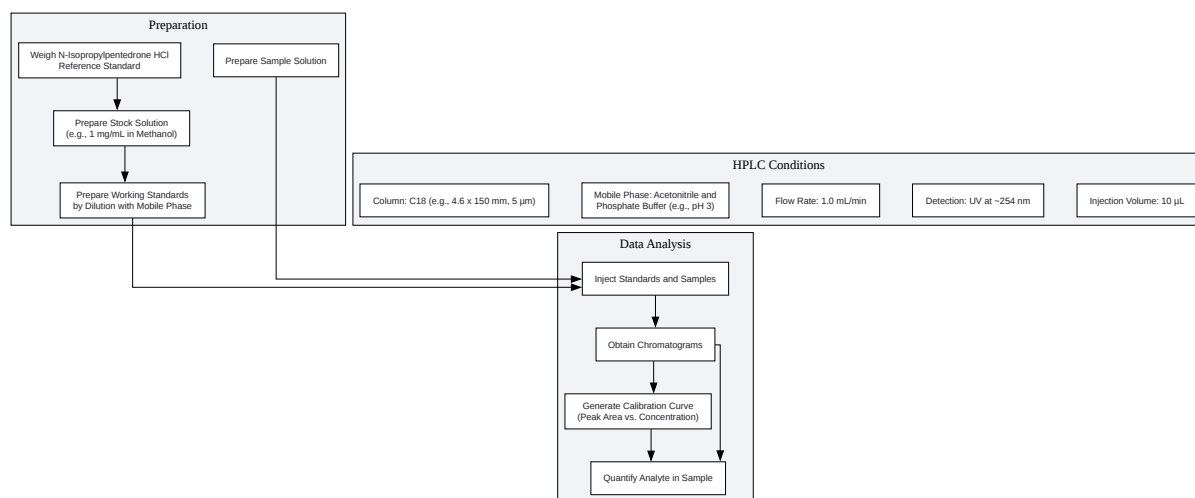 Preparation
Weigh N-Isopropylpentedrone HCl
Reference Standard
Prepare Sample Solution
Prepare Stock Solution
(e.g., 1 mg/mL in Methanol)
Prepare Working Standards
by Dilution with Mobile Phase
HPLC Conditions
Column: C18 (e.g., 4.6 x 150 mm, 5 µm)
Mobile Phase: Acetonitrile and
Phosphate Buffer (e.g., pH 3)
Flow Rate: 1.0 mL/min
Detection: UV at ~254 nm
Injection Volume: 10 µL
Data Analysis
Inject Standards and Samples
Obtain Chromatograms
Generate Calibration Curve
(Peak Area vs. Concentration)
Quantify Analyte in Sample